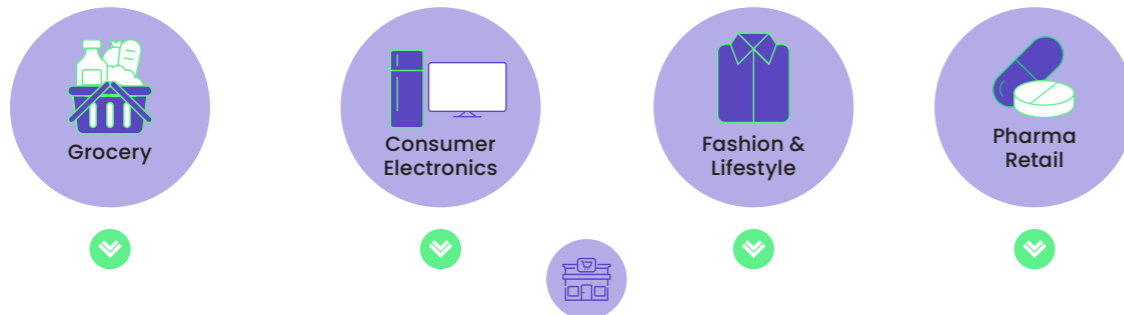 Grocery
Consumer
Electronics
Fashion &
Lifestyle
Pharma
Retail